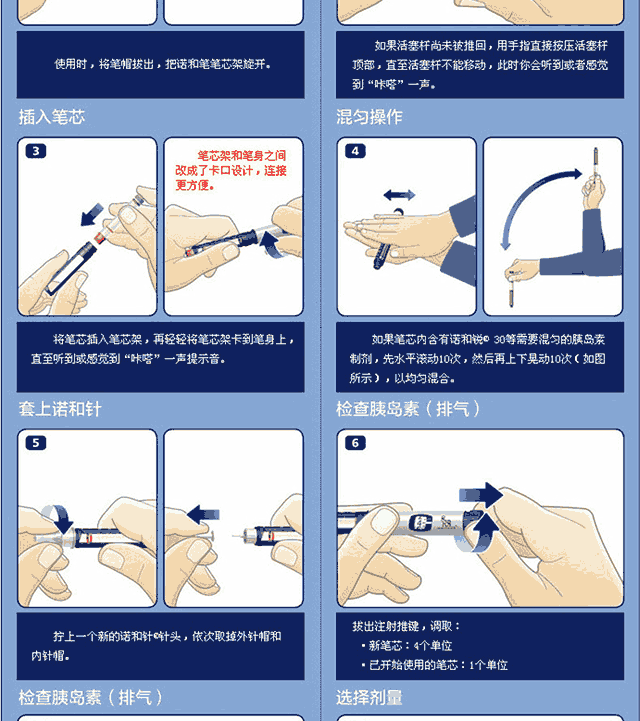 使用时，将笔帽拔出，把诺和笔笔芯架旋开。
如果活塞杆尚未被推回，用手指直接按压活塞杆
顶部，直至活塞杆不能移动，此时你会听到或者感觉
到“咔嗒”一声。
插入笔芯
混匀操作
3
笔芯架和笔身之间
改成了卡口设计，连接
更方便。
4
将笔芯插入笔芯架，再轻轻将笔芯架卡到笔身上，
直至听到或感觉到“咔嗒”一声提示音。
如果笔芯内含有诺和锐® 30等需要混匀的胰岛素
制剂，先水平滚动10次，然后再上下晃动10次（如图
所示），以均匀混合。
套上诺和针
检查胰岛素（排气）
5
6
拧上一个新的诺和针®针头，依次取掉外针帽和
内针帽。
拔出注射推键，调取：
▪新笔芯：4个单位
▪已开始使用的笔芯：1个单位
检查胰岛素（排气）
选择剂量